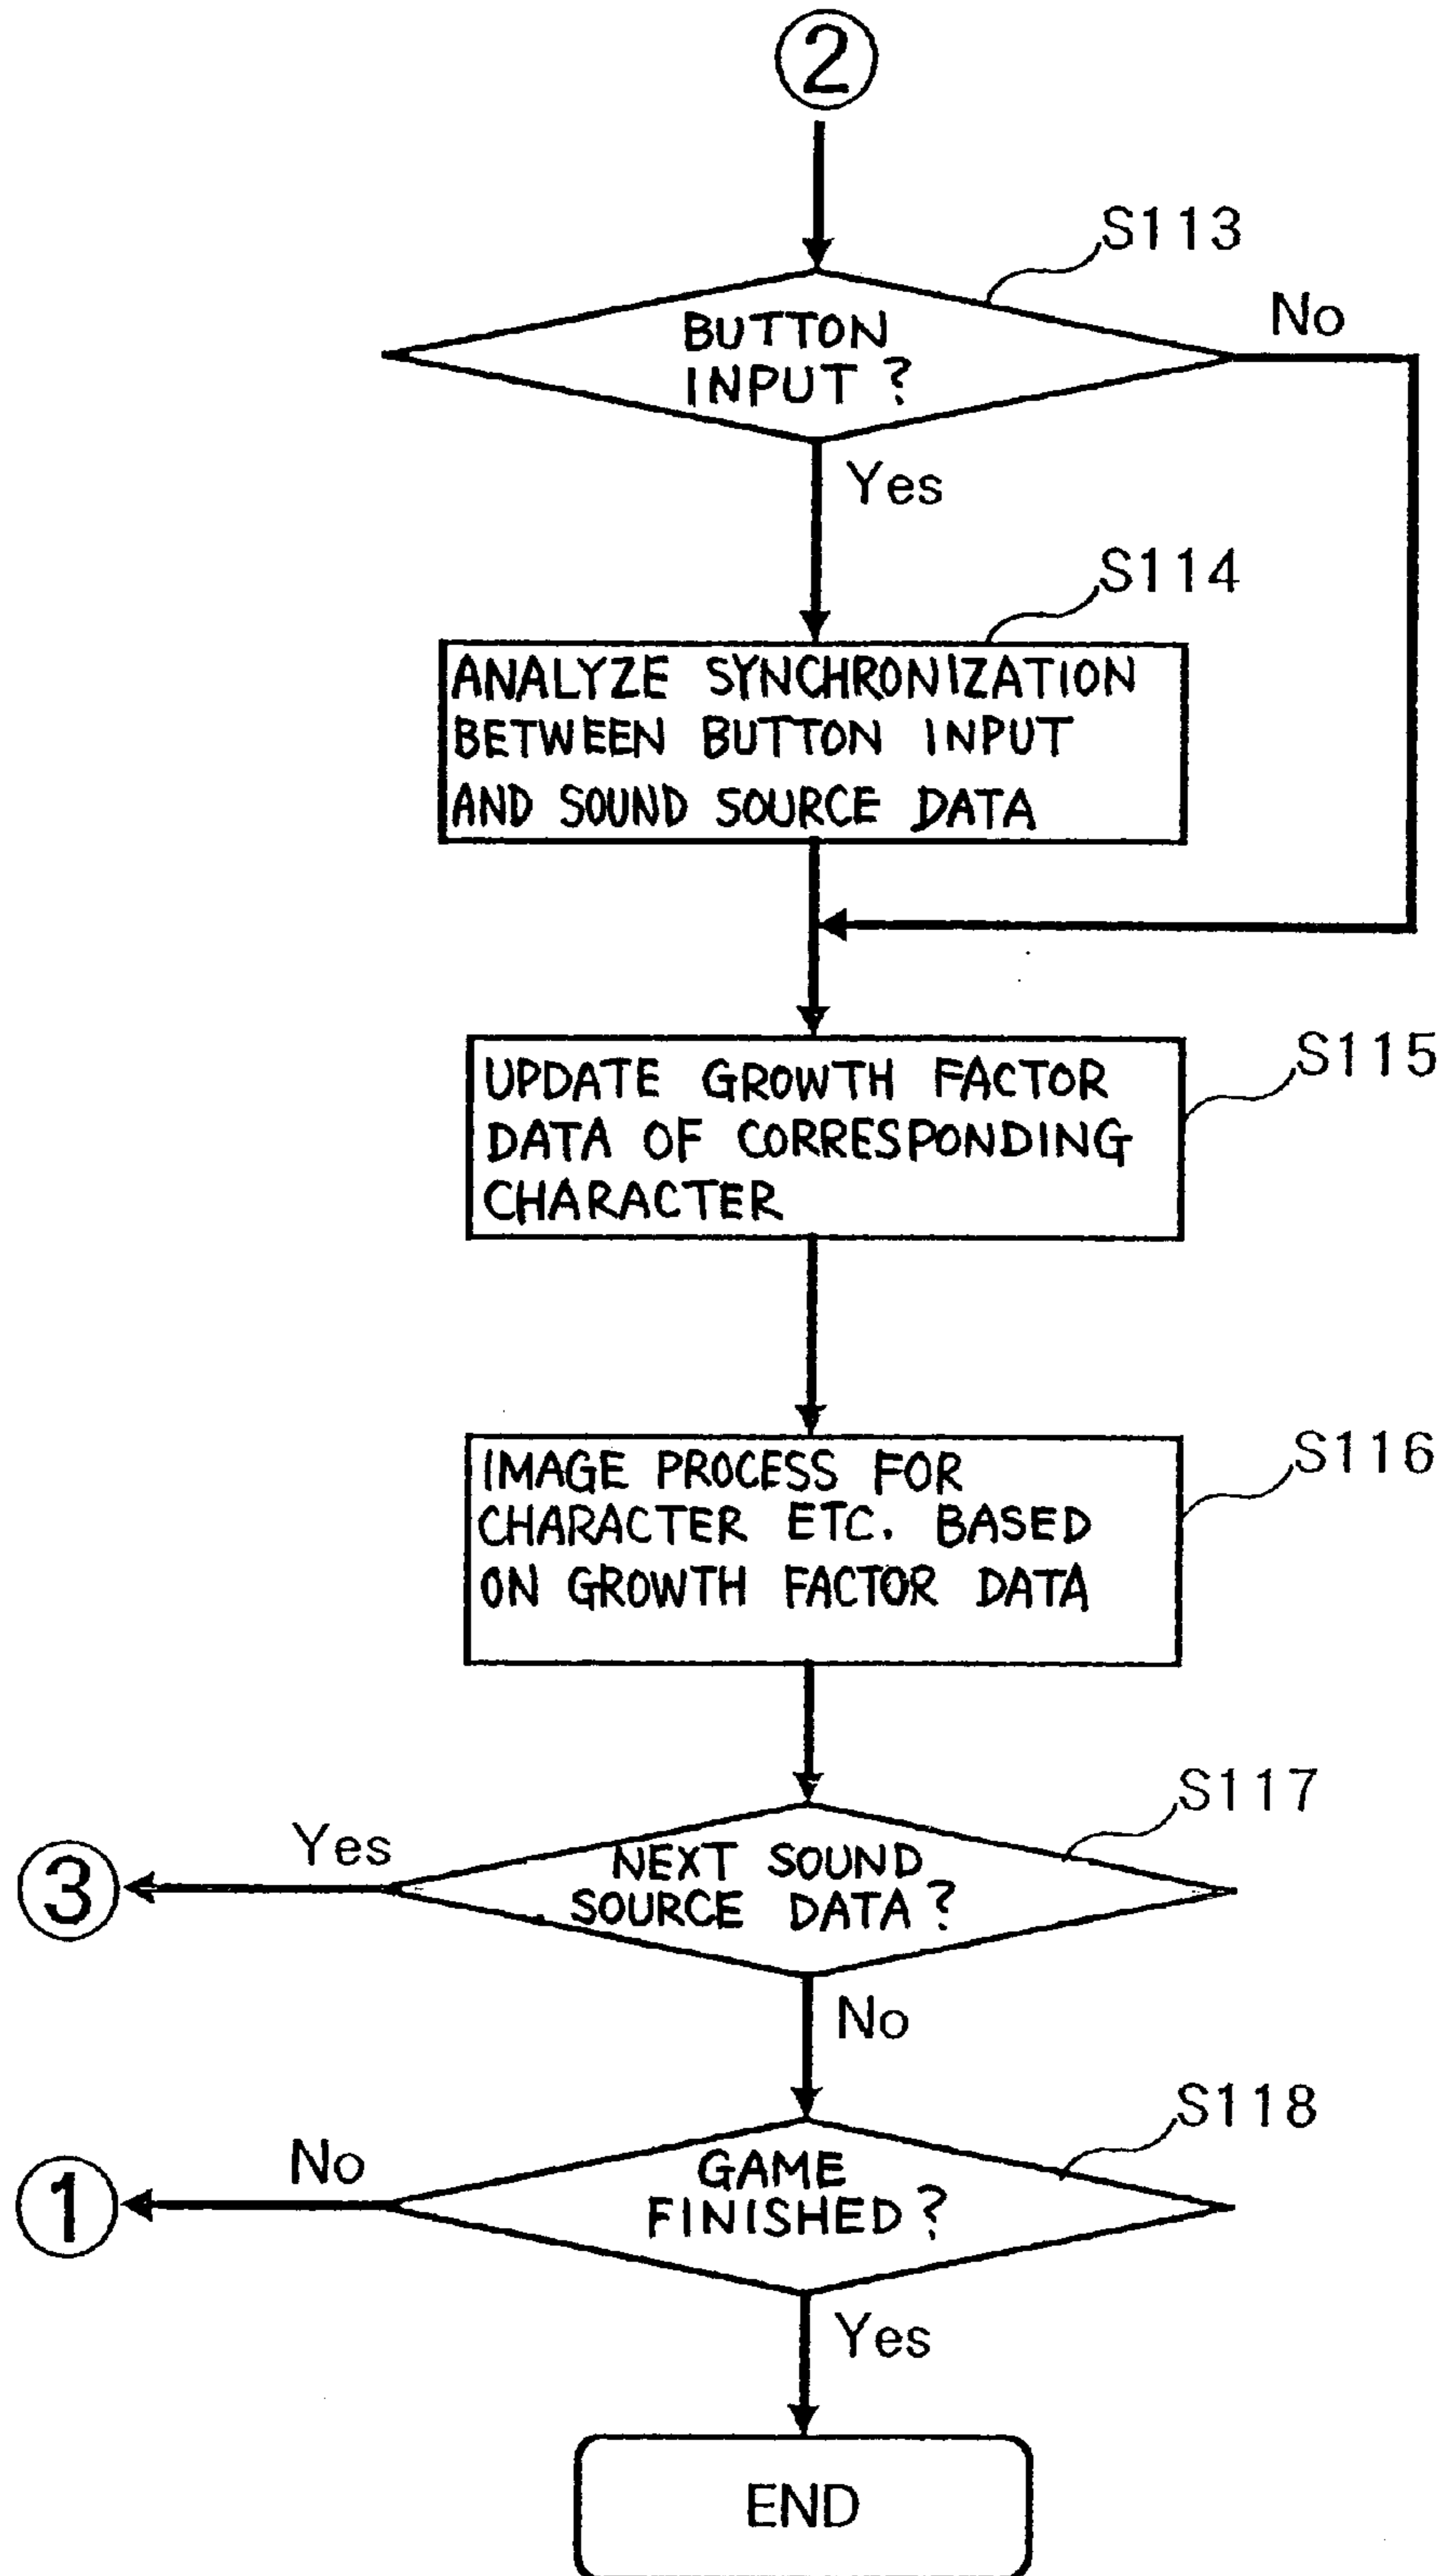 ②
S113
BUTTON
INPUT ?
No
Yes
S114
ANALYZE SYNCHRONIZATION
BETWEEN BUTTON INPUT
AND SOUND SOURCE DATA
S115
UPDATE GROWTH FACTOR
DATA OF CORRESPONDING
CHARACTER
S116
IMAGE PROCESS FOR
CHARACTER ETC. BASED
ON GROWTH FACTOR DATA
S117
Yes
③
NEXT SOUND
SOURCE DATA ?
No
S118
No
①
GAME
FINISHED ?
Yes
END